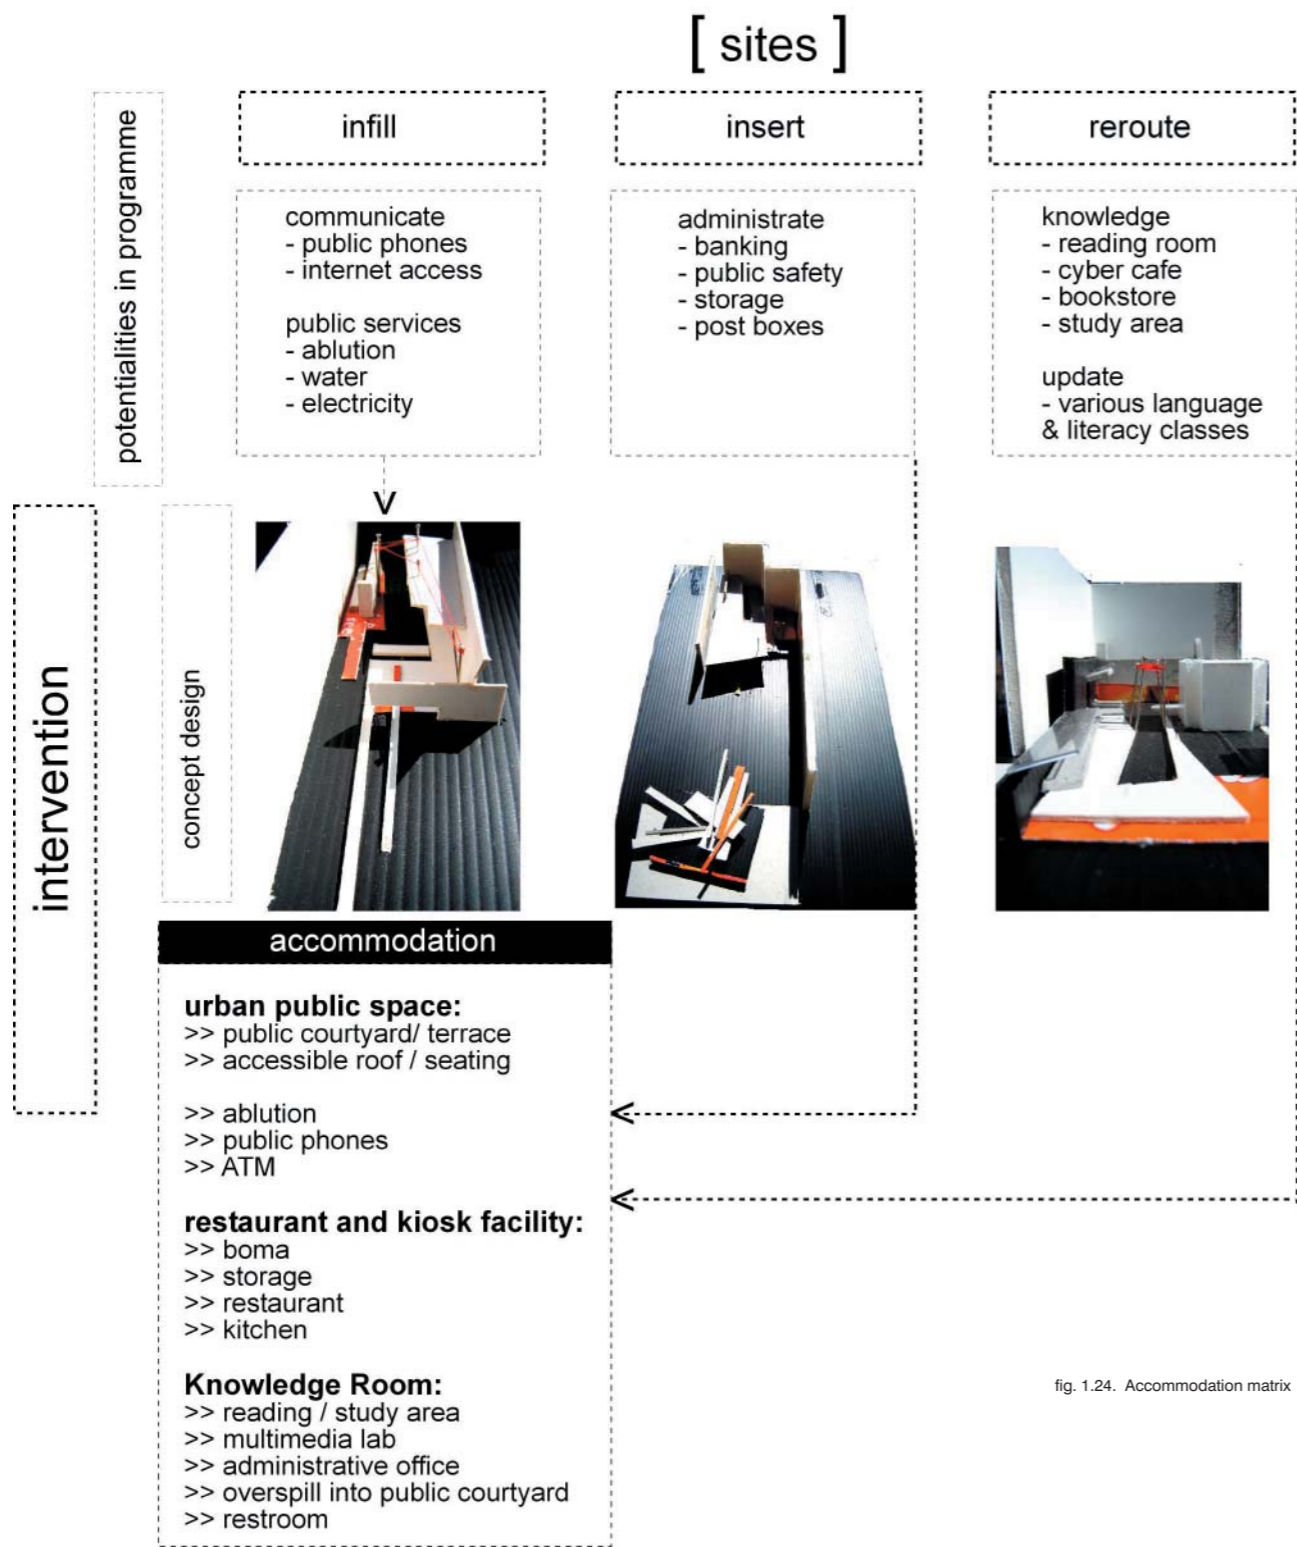 [ sites ]
infill
insert
reroute
potentialities in programme
communicate
- public phones
- internet access
public services
- ablution
- water
- electricity
administrate
- banking
- public safety
- storage
- post boxes
knowledge
- reading room
- cyber cafe
- bookstore
- study area
update
- various language
& literacy classes
intervention
concept design
accommodation
urban public space:
>> public courtyard/ terrace
>> accessible roof / seating
>> ablution
>> public phones
>> ATM
restaurant and kiosk facility:
>> boma
>> storage
>> restaurant
>> kitchen
Knowledge Room:
>> reading / study area
>> multimedia lab
>> administrative office
>> overspill into public courtyard
>> restroom
fig. 1.24. Accommodation matrix